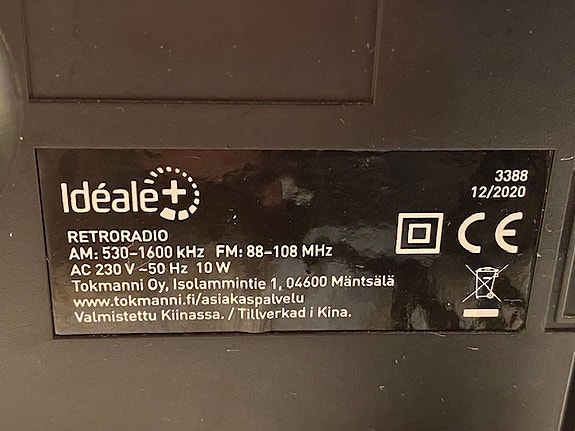 Idéale+
3388
12/2020
RETRORADIO
AM: 530–1600 kHz FM: 88–108 MHz
AC 230 V ~50 Hz 10 W
Tokmanni Oy, Isolammintie 1, 04600 Mäntsälä
www.tokmanni.fi/asiakaspalvelu
Valmistettu Kiinassa. / Tillverkad i Kina.
CE